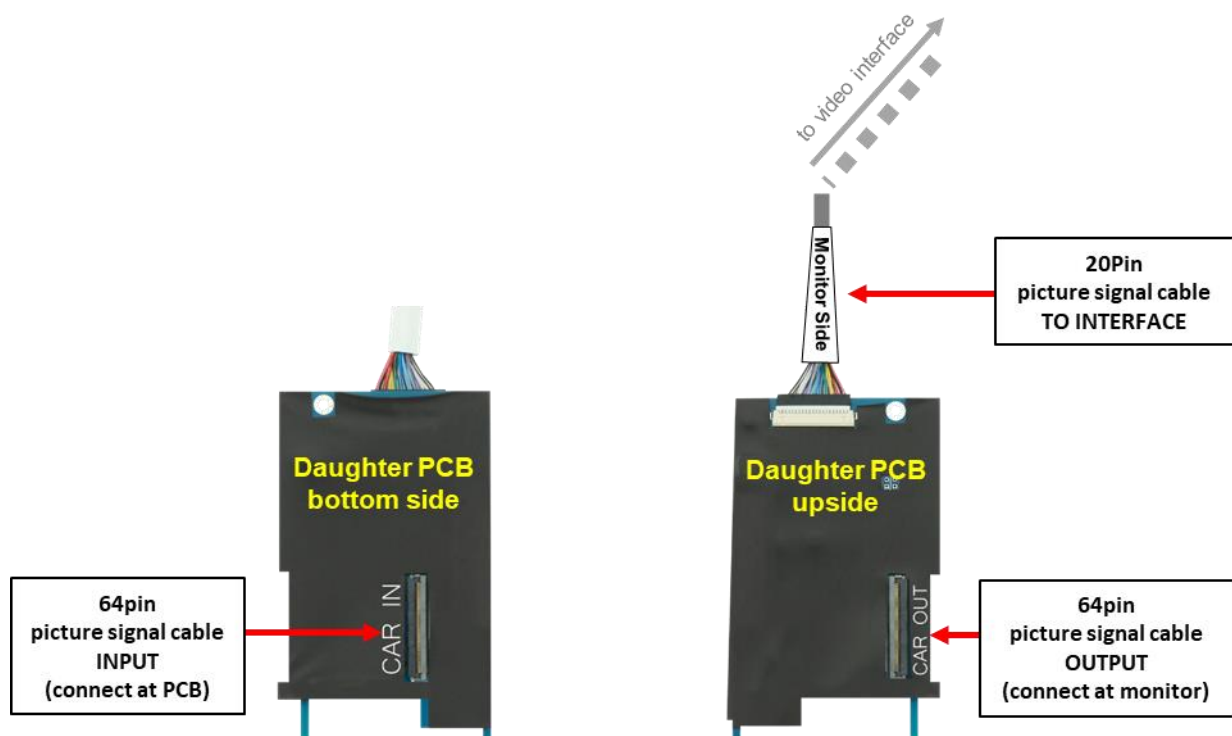 to video interface
Monitor Side
20Pin
picture signal cable
TO INTERFACE
Daughter PCB
bottom side
Daughter PCB
upside
64pin
picture signal cable
INPUT
(connect at PCB)
CAR IN
CAR OUT
64pin
picture signal cable
OUTPUT
(connect at monitor)